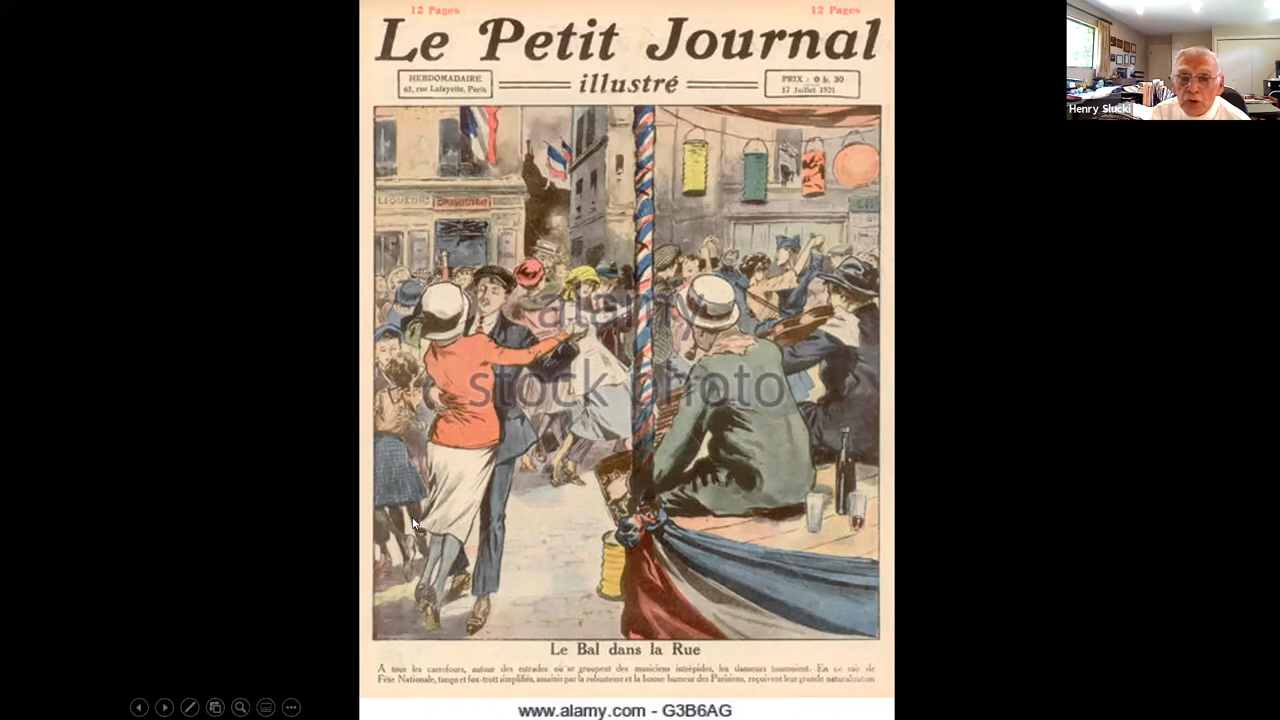 12 Pages 12 Pages
Le Petit Journal
HEBDOMADAIRE
61, rue Lafayette, Paris
illustré
PRIX : 0 fr. 30
17 Juillet 1921
Henry Slucki
LIQUEURS
alamy
stock photo
Le Bal dans la Rue
A tous les carrefours, autour des estrades où se groupent des musiciens intrépides, les danseurs tournoient. En ce soir de
Fête Nationale, tango et fox-trott simplifiés, assainis par la robustesse et la bonne humeur des Parisiens, reçoivent leur grande naturalisation
www.alamy.com - G3B6AG